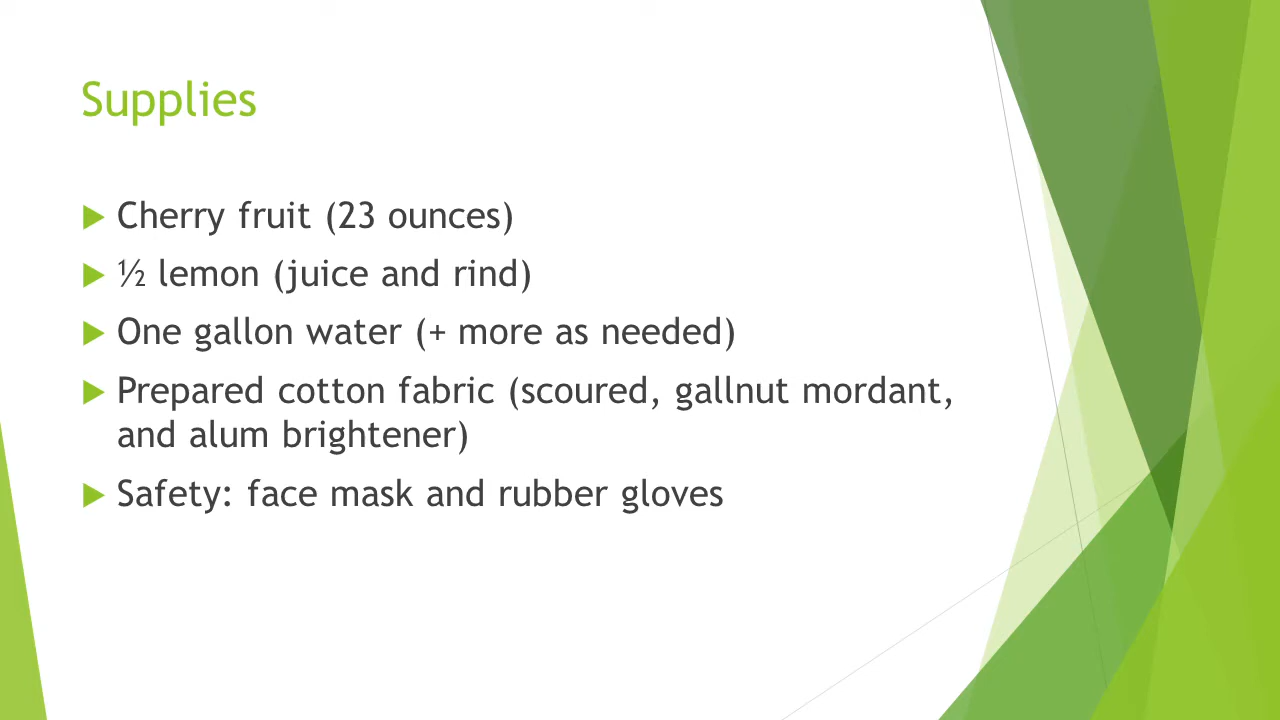 Supplies
Cherry fruit (23 ounces)
½ lemon (juice and rind)
One gallon water (+ more as needed)
Prepared cotton fabric (scoured, gallnut mordant,
and alum brightener)
Safety: face mask and rubber gloves